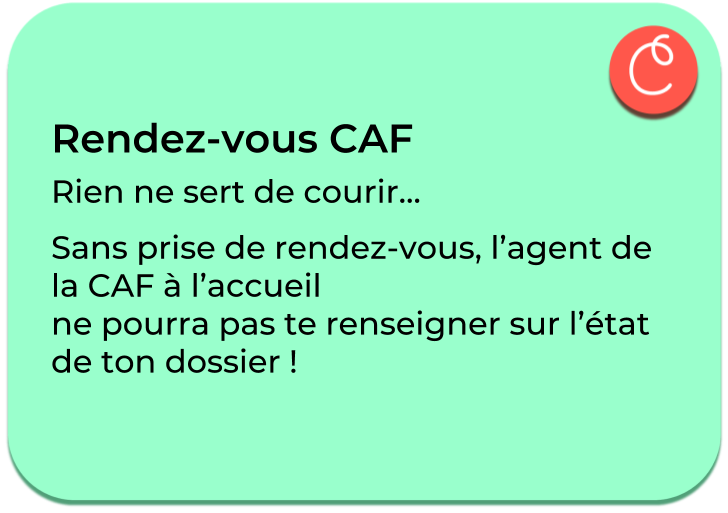 Rendez-vous CAF
Rien ne sert de courir...
Sans prise de rendez-vous, l’agent de
la CAF à l’accueil
ne pourra pas te renseigner sur l’état
de ton dossier !